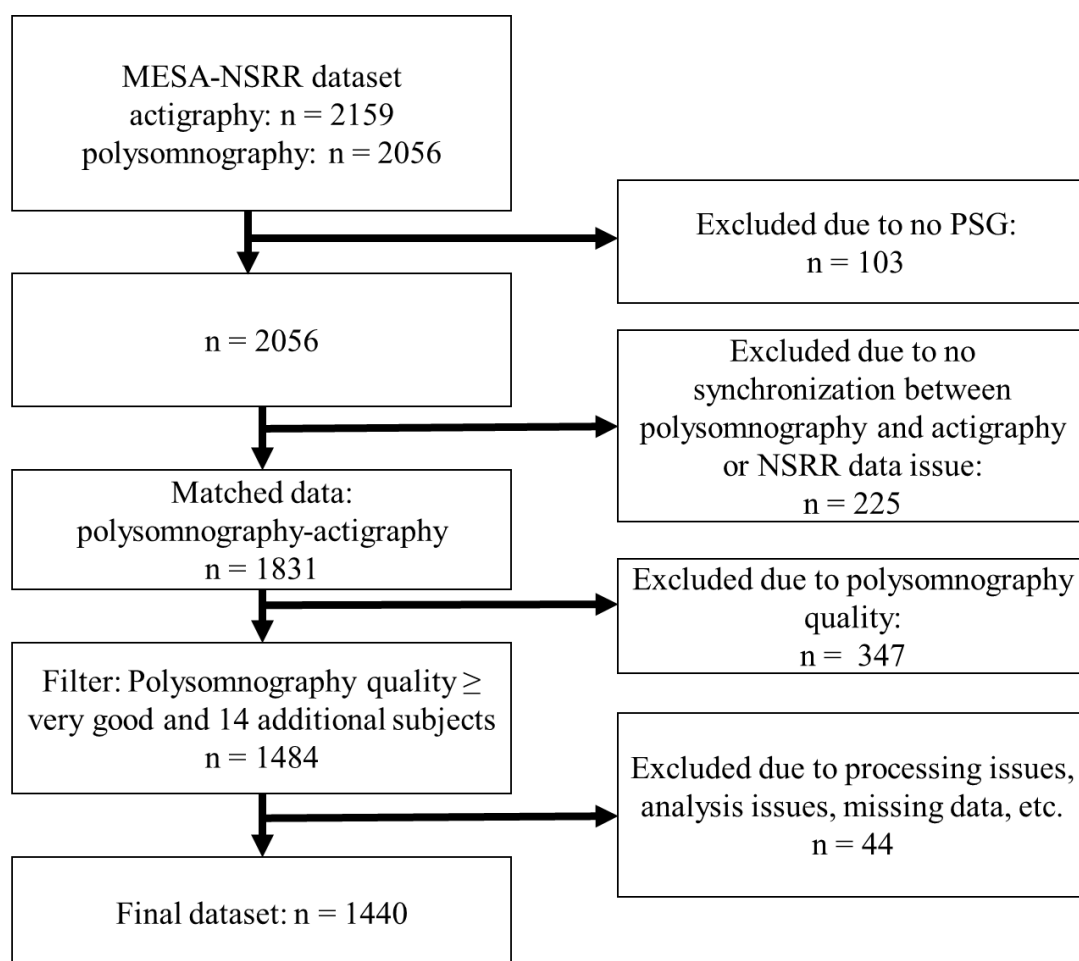 MESA-NSRR dataset
actigraphy: n = 2159
polysomnography: n = 2056
Excluded due to no PSG:
n = 103
n = 2056
Excluded due to no
synchronization between
polysomnography and actigraphy
or NSRR data issue:
n = 225
Matched data:
polysomnography-actigraphy
n = 1831
Excluded due to polysomnography
quality:
n = 347
Filter: Polysomnography quality ≥
very good and 14 additional subjects
n = 1484
Excluded due to processing issues,
analysis issues, missing data, etc.
n = 44
Final dataset: n = 1440